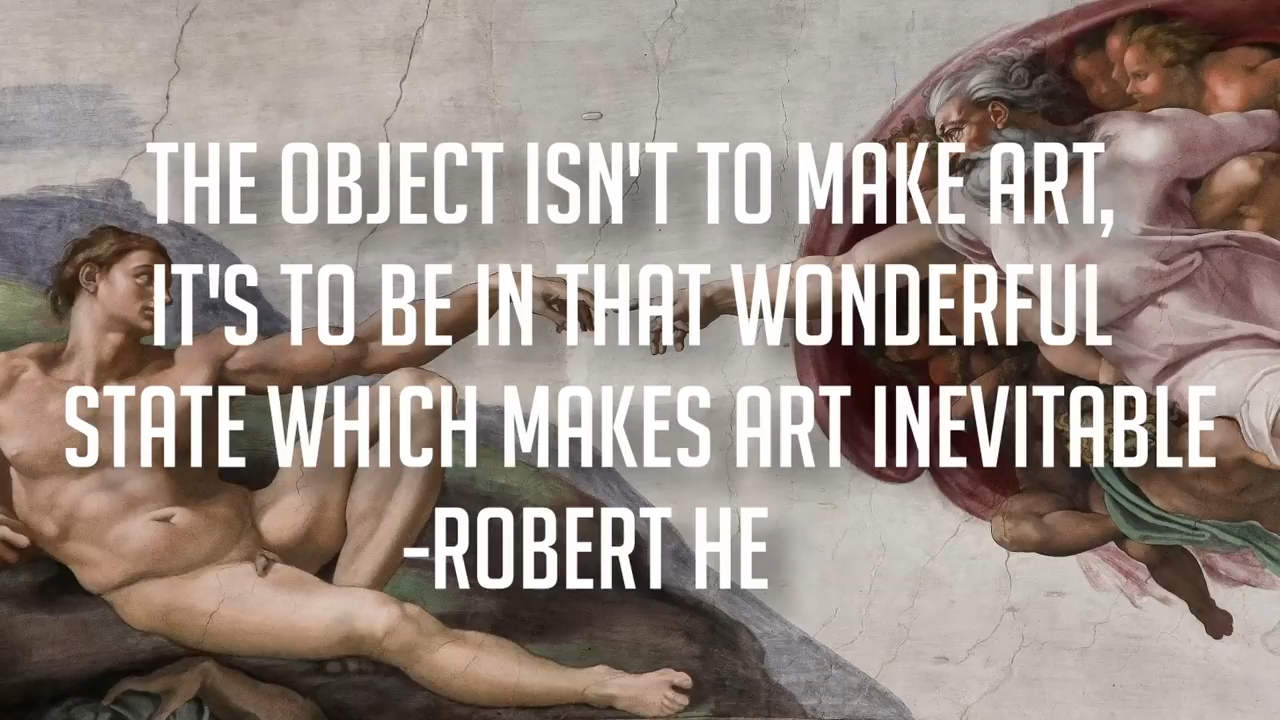 THE OBJECT ISN'T TO MAKE ART,
IT'S TO BE IN THAT WONDERFUL
STATE WHICH MAKES ART INEVITABLE
-ROBERT HE